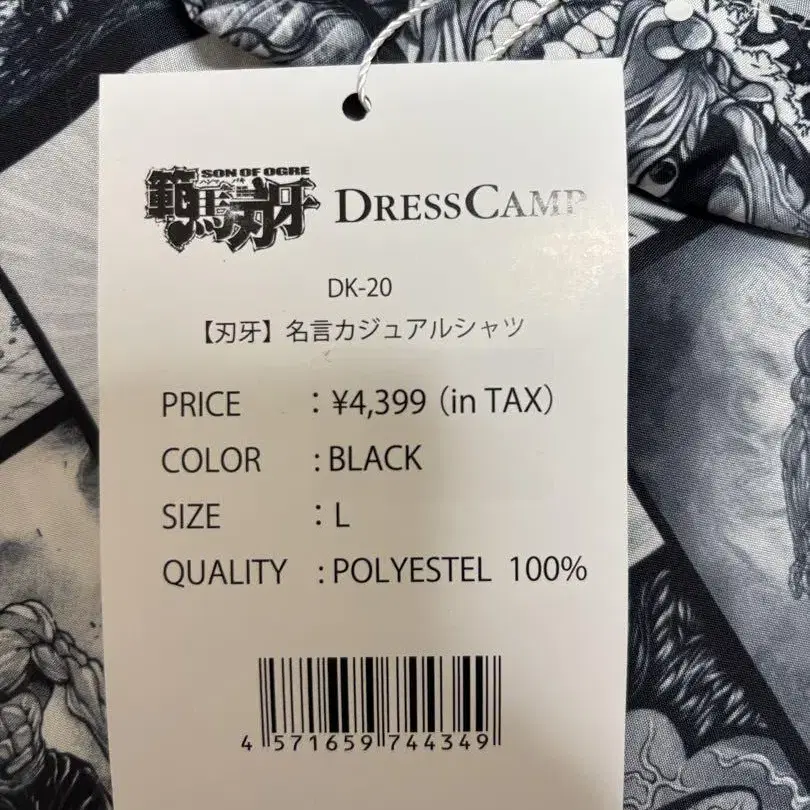 SON OF OGRE
範馬刃牙
DRESSCAMP
DK-20
【刃牙】名言カジュアルシャツ
PRICE : ¥4,399 (in TAX)
COLOR : BLACK
SIZE : L
QUALITY : POLYESTEL 100%
4 571659 744349